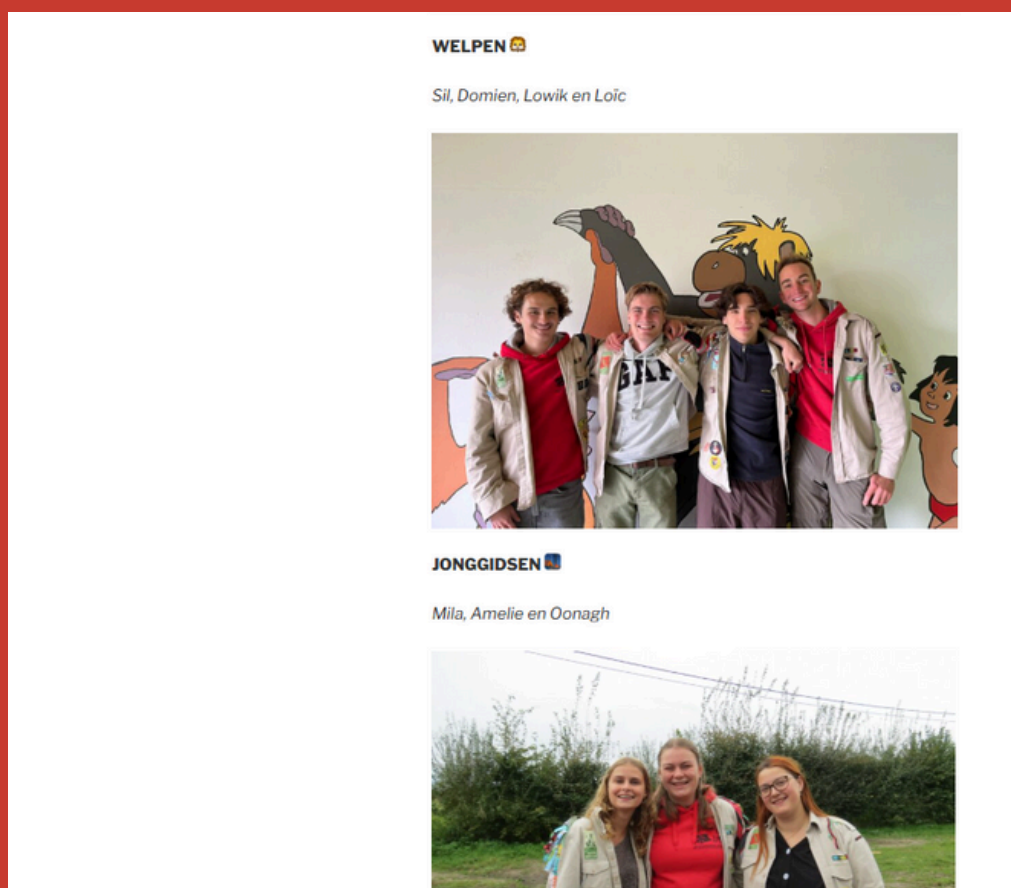 WELPEN
Sil, Domien, Lowik en Loïc
GAP
JONGGIDSEN
Mila, Amelie en Oonagh